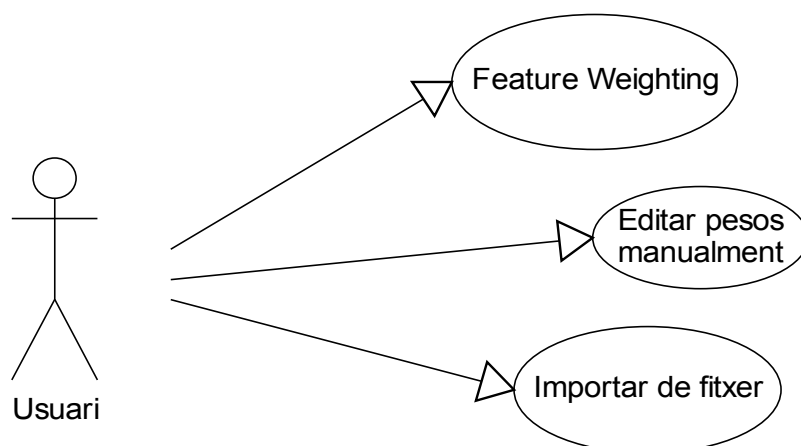 Feature Weighting
Editar pesos
manualment
Importar de fitxer
Usuari